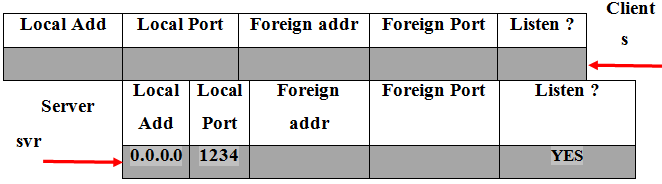 Client
Local Add Local Port Foreign addr Foreign Port Listen ?
s
Server
svr
Local Add Local Port Foreign addr Foreign Port Listen ?
0.0.0.0 1234 YES